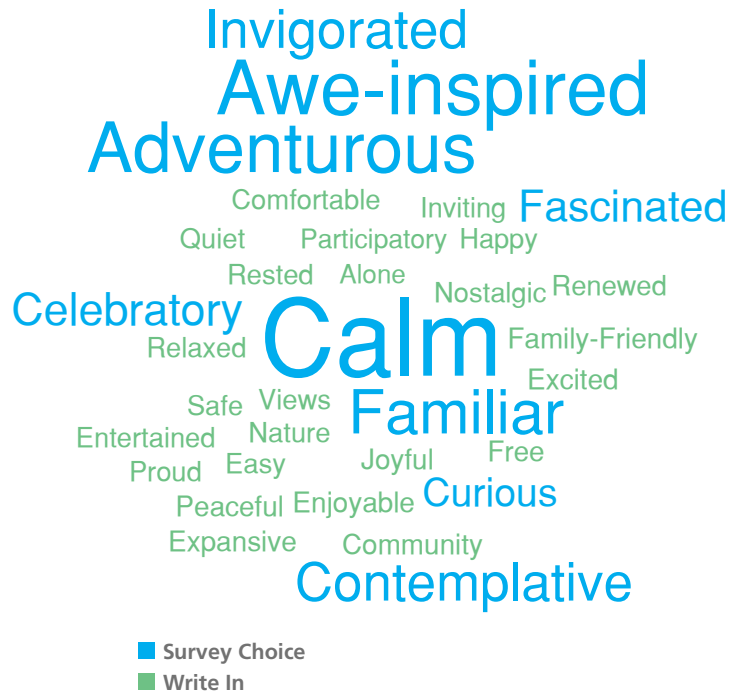 Invigorated
Awe-inspired
Adventurous
Comfortable Inviting Fascinated
Quiet Participatory Happy
Rested Alone Nostalgic Renewed
Celebratory Calm Family-Friendly
Relaxed
Excited
Safe Views Familiar
Entertained Nature
Proud Easy Joyful Free
Peaceful Enjoyable Curious
Expansive Community
Contemplative
Survey Choice
Write In